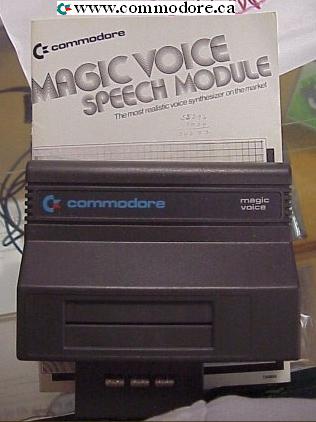 www.commodore.ca
commodore
MAGIC VOICE
SPEECH MODULE
The most realistic voice synthesizer on the market
commodore
magic
voice